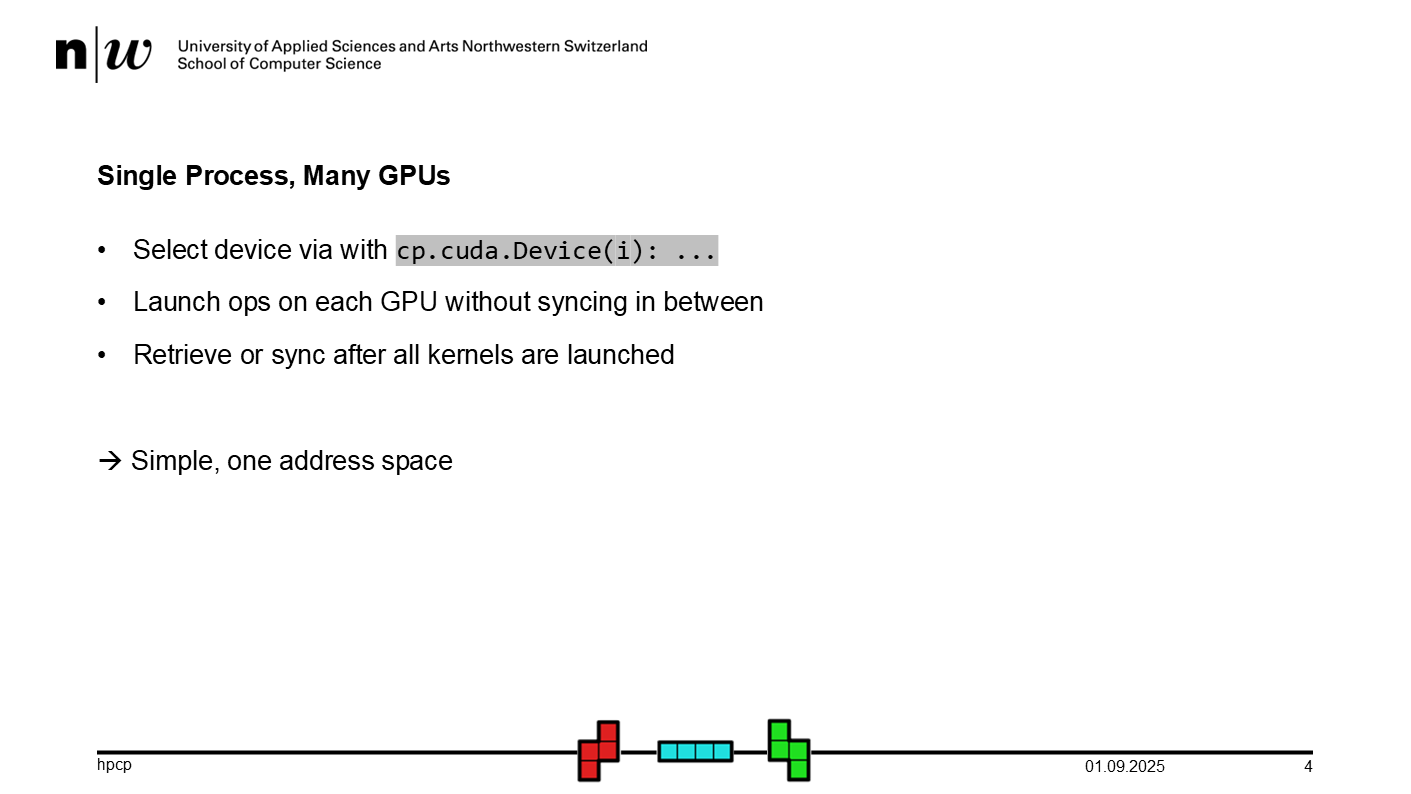 n|w University of Applied Sciences and Arts Northwestern Switzerland
School of Computer Science
Single Process, Many GPUs
• Select device via with cp.cuda.Device(i): ...
• Launch ops on each GPU without syncing in between
• Retrieve or sync after all kernels are launched
→ Simple, one address space
hpcp 01.09.2025 4